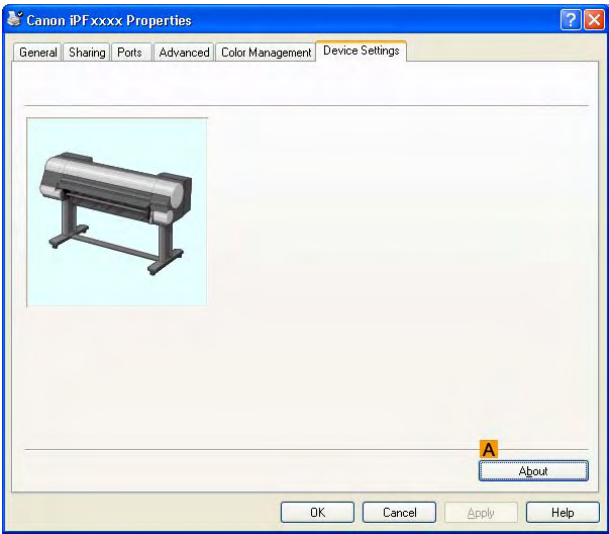 Canon iPFxxxx Properties
General Sharing Ports Advanced Color Management Device Settings
A
About
OK Cancel Apply Help